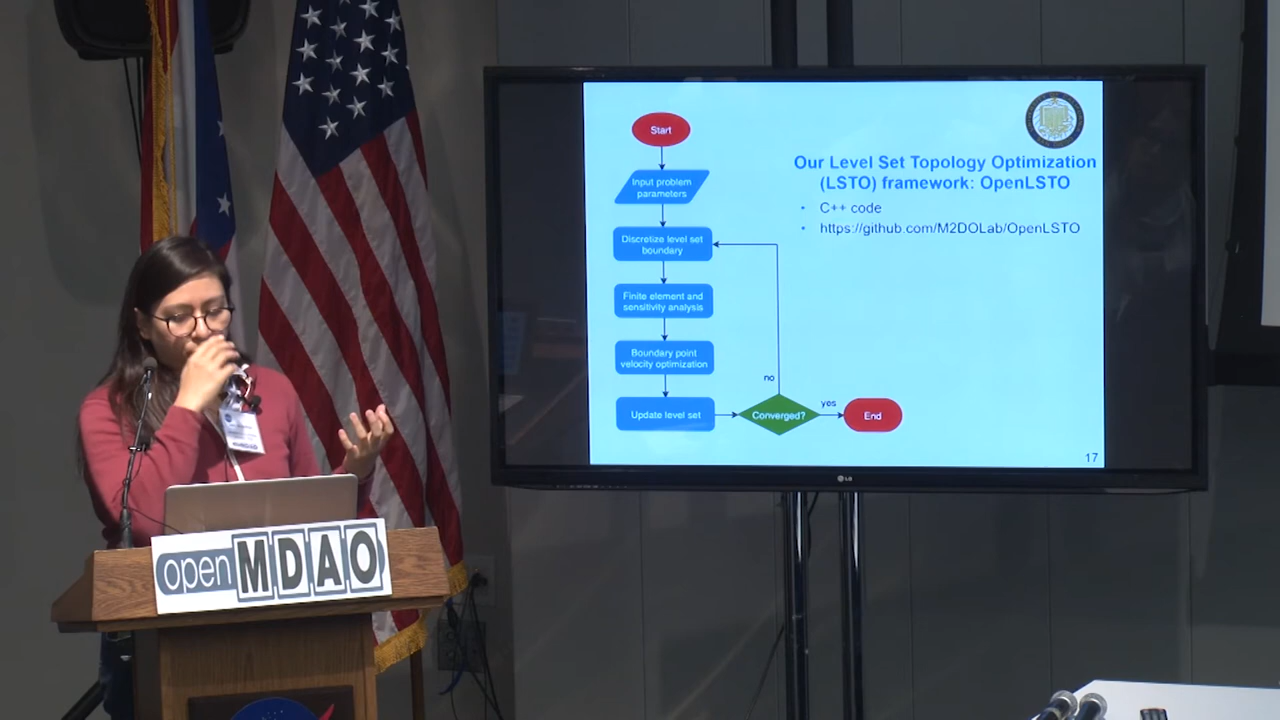 Start
Input problem
parameters
Discretize level set
boundary
Finite element and
sensitivity analysis
Boundary point
velocity optimization
Update level set
Converged?
no
yes
End
Our Level Set Topology Optimization
(LSTO) framework: OpenLSTO
• C++ code
• https://github.com/M2DOLab/OpenLSTO
17
LG
openMDAO